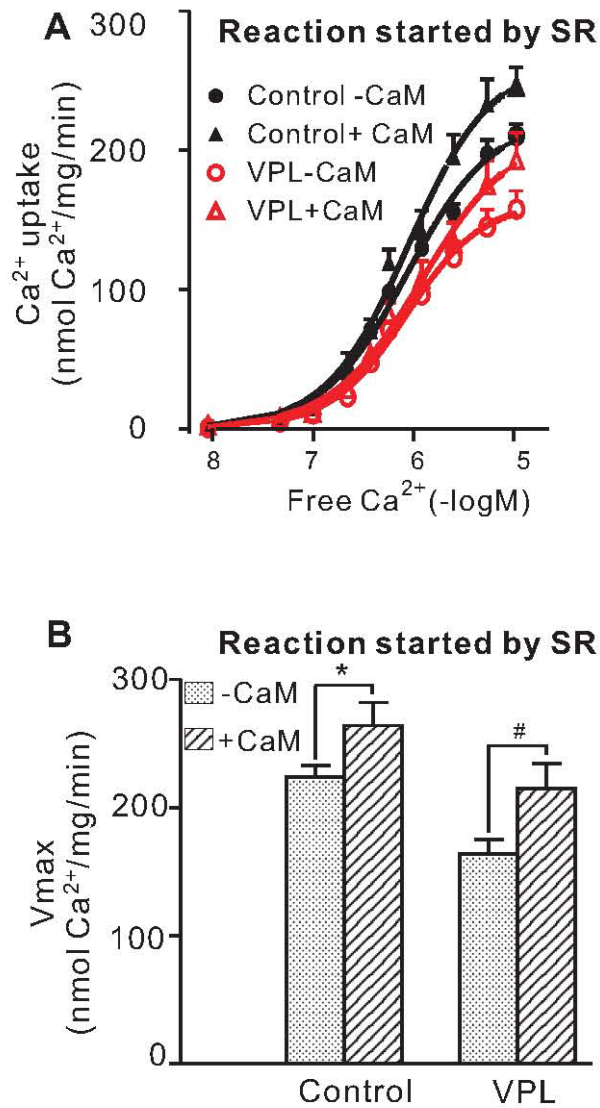 A
Reaction started by SR
Control -CaM
Control+ CaM
VPL-CaM
VPL+CaM
Ca²⁺ uptake
(nmol Ca²⁺/mg/min)
300
200
100
0
8 7 6 5
Free Ca²⁺(-logM)
B
Reaction started by SR
-CaM
+CaM
*
#
Vmax
(nmol Ca²⁺/mg/min)
300
200
100
0
Control VPL